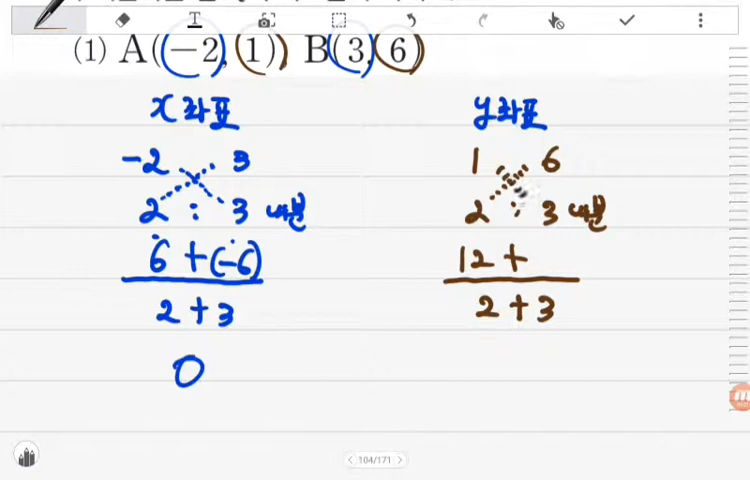 (1) A(−2, 1), B(3, 6)
x좌표
-2 3
2 : 3 내분
6 + (-6)
2 + 3
0
y좌표
1 6
2 : 3 내분
12 +
2 + 3
104/171